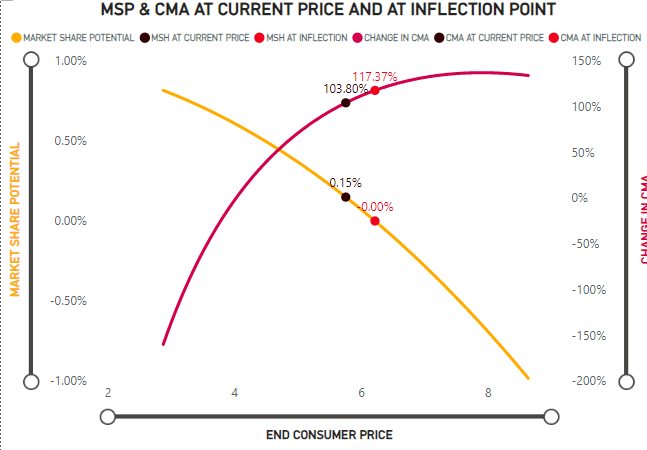 MSP & CMA AT CURRENT PRICE AND AT INFLECTION POINT
MARKET SHARE POTENTIAL MSH AT CURRENT PRICE MSH AT INFLECTION CHANGE IN CMA CMA AT CURRENT PRICE CMA AT INFLECTION
1.00%
0.50%
0.00%
-0.50%
-1.00%
MARKET SHARE POTENTIAL
117.37%
103.80%
0.15%
-0.00%
150%
100%
50%
0%
-50%
-100%
-150%
-200%
CHANGE IN CMA
2 4 6 8
END CONSUMER PRICE